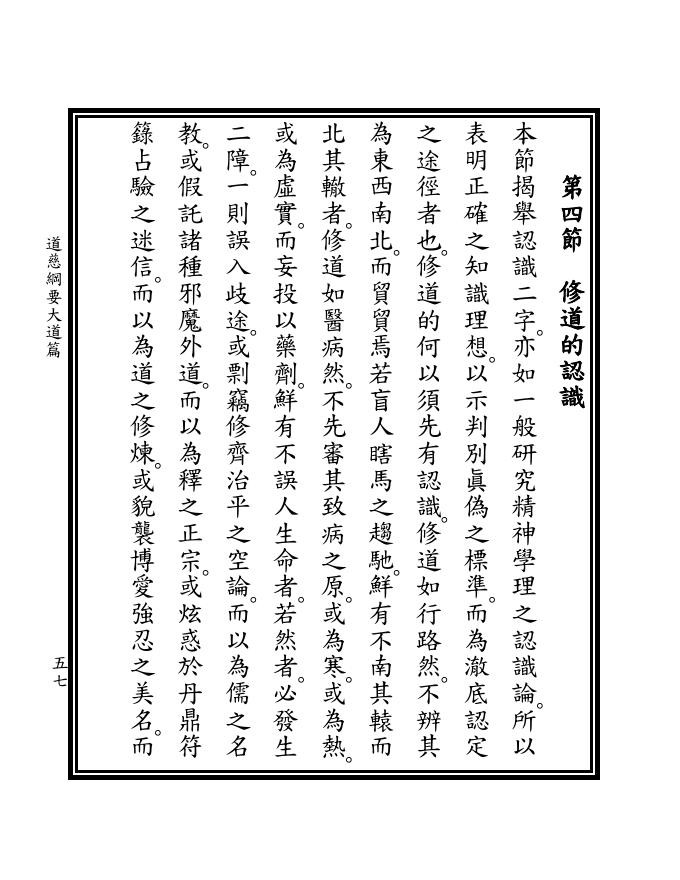 第四節　修道的認識
本節揭舉認識二字。亦如一般研究精神學理之認識論。所以
表明正確之知識理想。以示判別眞偽之標準。而為澈底認定
之途徑者也。修道的何以須先有認識。修道如行路然。不辨其
為東西南北。而貿貿焉若盲人瞎馬之趨馳。鮮有不南其轅而
北其轍者。修道如醫病然。不先審其致病之原。或為寒。或為熱。
或為虛實。而妄投以藥劑。鮮有不誤人生命者。若然者。必發生
二障。一則誤入歧途。或剽竊修齊治平之空論。而以為儒之名
教。或假託諸種邪魔外道。而以為釋之正宗。或炫惑於丹鼎符
籙占驗之迷信。而以為道之修煉。或貌襲博愛強忍之美名。而
道慈綱要大道篇
五七